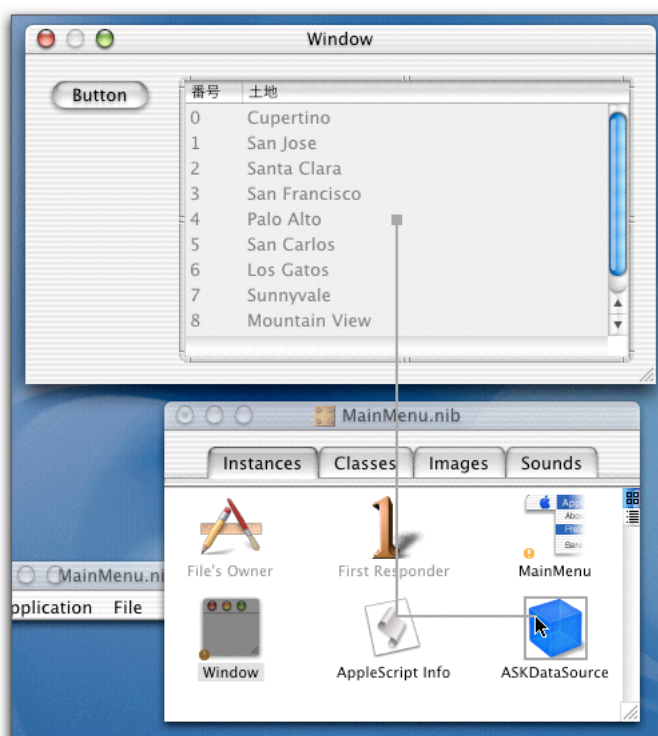 Window
Button
番号 土地
0 Cupertino
1 San Jose
2 Santa Clara
3 San Francisco
4 Palo Alto
5 San Carlos
6 Los Gatos
7 Sunnyvale
8 Mountain View
MainMenu.nib
Instances Classes Images Sounds
File's Owner First Responder MainMenu
MainMenu.ni
pplication File
Window AppleScript Info ASKDataSource